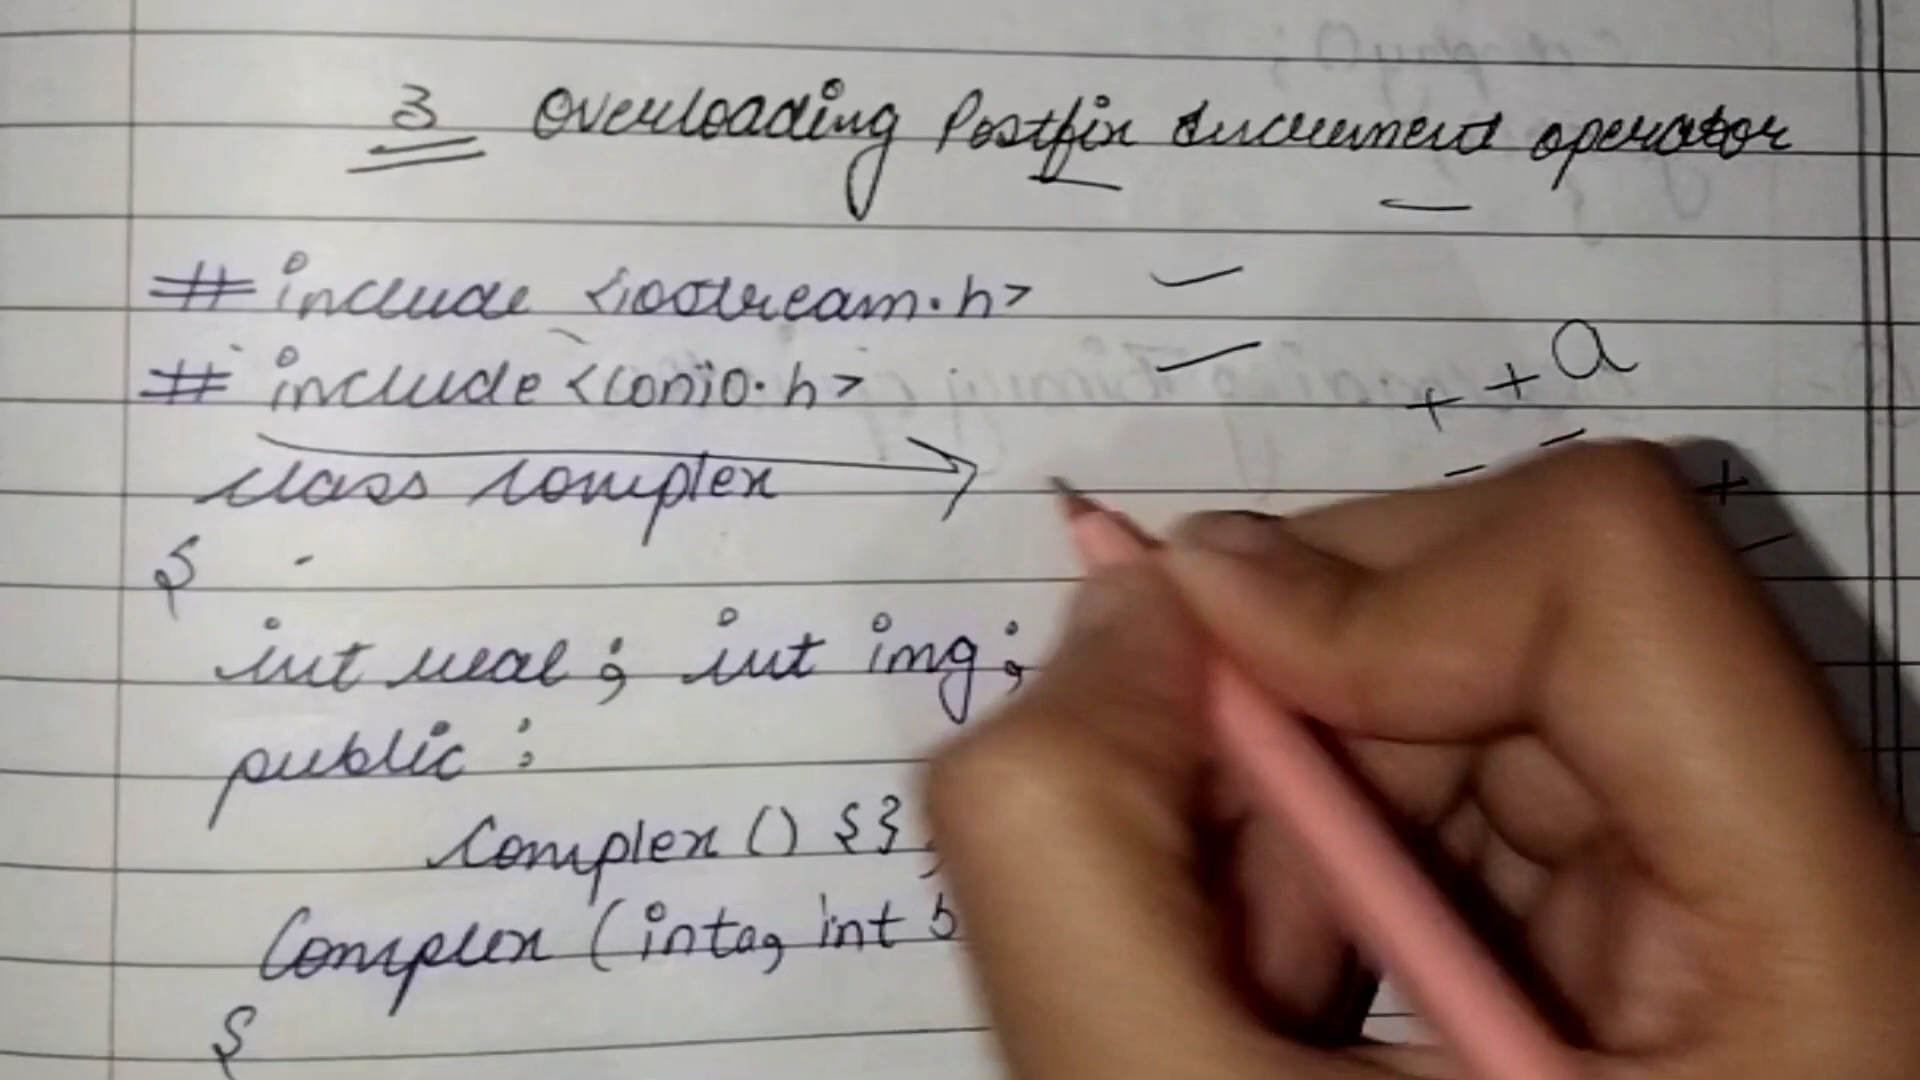 3 Overloading Postfix Increment operator
#include <iostream.h>
#include <conio.h>
++a
class complex
{
int real; int img;
public:
Complex () {}
Complex (int a, int b
{